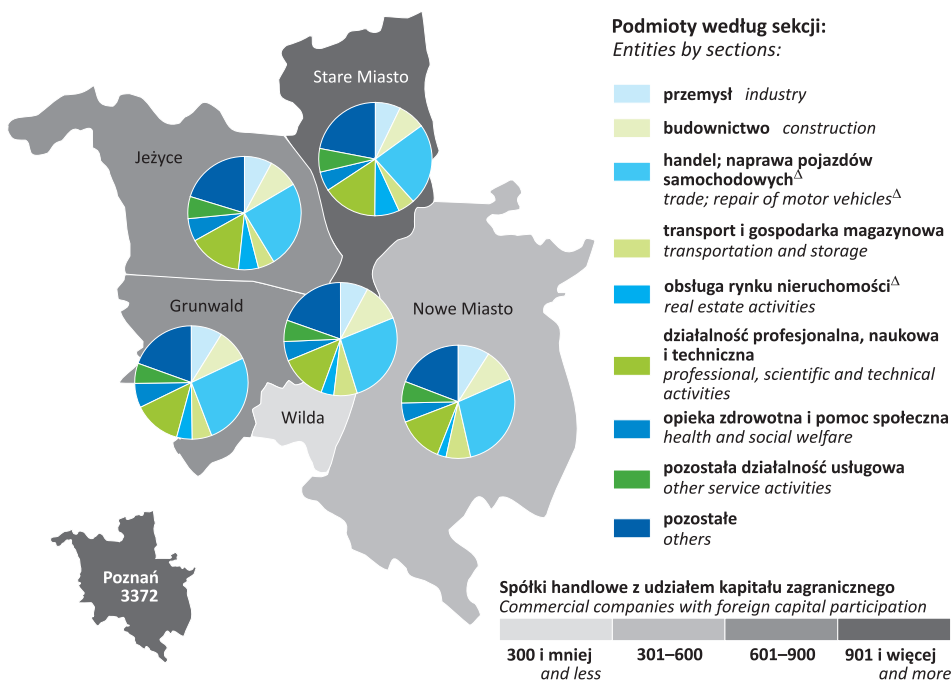 Stare Miasto
Jeżyce
Grunwald
Nowe Miasto
Wilda
Poznań
3372
Podmioty według sekcji:
Entities by sections:
przemysł industry
budownictwo construction
handel; naprawa pojazdów
samochodowychΔ
trade; repair of motor vehiclesΔ
transport i gospodarka magazynowa
transportation and storage
obsługa rynku nieruchomościΔ
real estate activities
działalność profesjonalna, naukowa
i techniczna
professional, scientific and technical
activities
opieka zdrowotna i pomoc społeczna
health and social welfare
pozostała działalność usługowa
other service activities
pozostałe
others
Spółki handlowe z udziałem kapitału zagranicznego
Commercial companies with foreign capital participation
300 i mniej 301–600 601–900 901 i więcej
and less and more